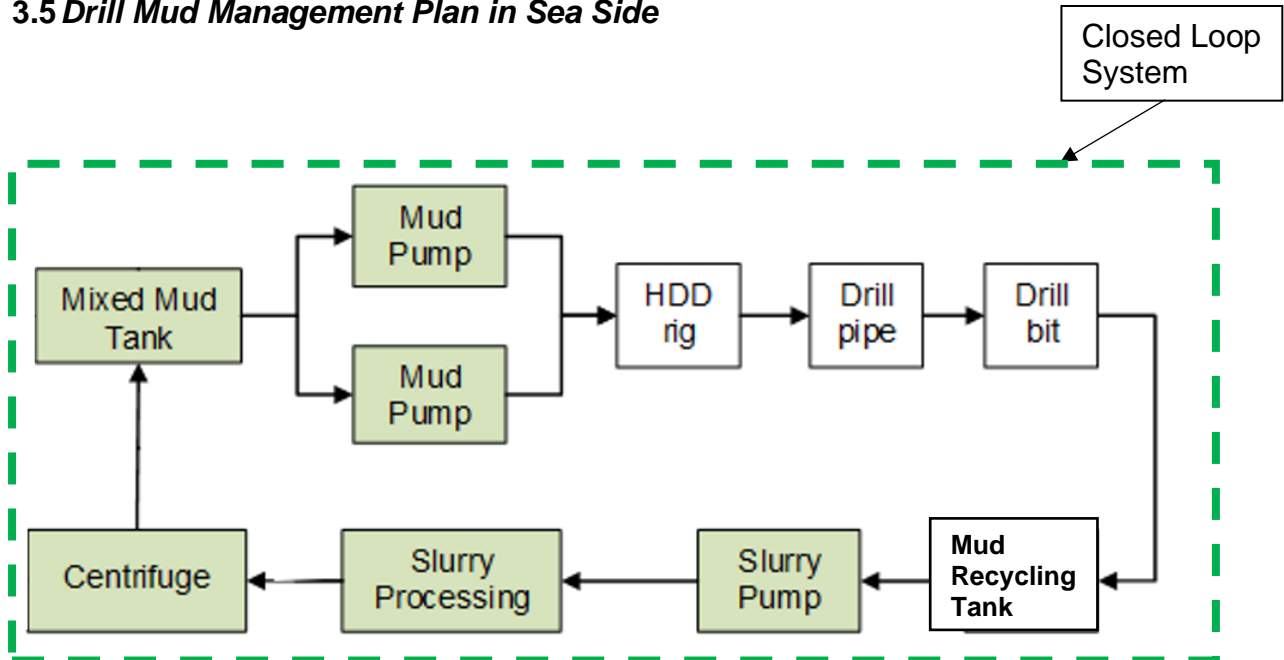 3.5 Drill Mud Management Plan in Sea Side
Closed Loop
System
Mud
Pump
Mixed Mud
Tank
HDD
rig
Drill
pipe
Drill
bit
Mud
Pump
Centrifuge
Slurry
Processing
Slurry
Pump
Mud
Recycling
Tank